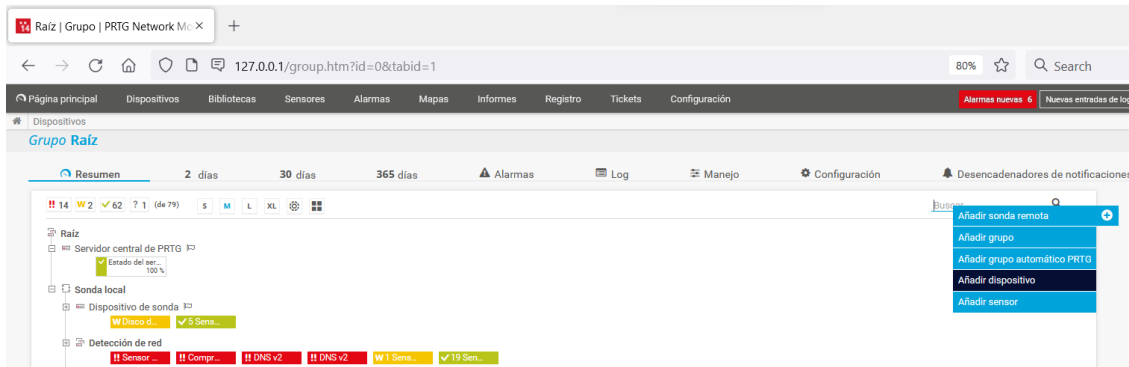 Raíz | Grupo | PRTG Network Mo
127.0.0.1/group.htm?id=0&tabid=1 80% Search
Página principal Dispositivos Bibliotecas Sensores Alarmas Mapas Informes Registro Tickets Configuración Alarmas nuevas 6 Nuevas entradas de log
Dispositivos
Grupo Raíz
Resumen 2 días 30 días 365 días Alarmas Log Manejo Configuración Desencadenadores de notificaciones
!! 14 W 2 62 ? 1 (de 79) S M L XL Buscar
Añadir sonda remota
Raíz
Añadir grupo
Servidor central de PRTG
Añadir grupo automático PRTG
Estado del ser...
100 %
Añadir dispositivo
Sonda local
Añadir sensor
Dispositivo de sonda
W Disco d... 5 Sens...
Detección de red
!! Sensor ... !! Compr... !! DNS v2 !! DNS v2 W 1 Sens... 19 Sen...